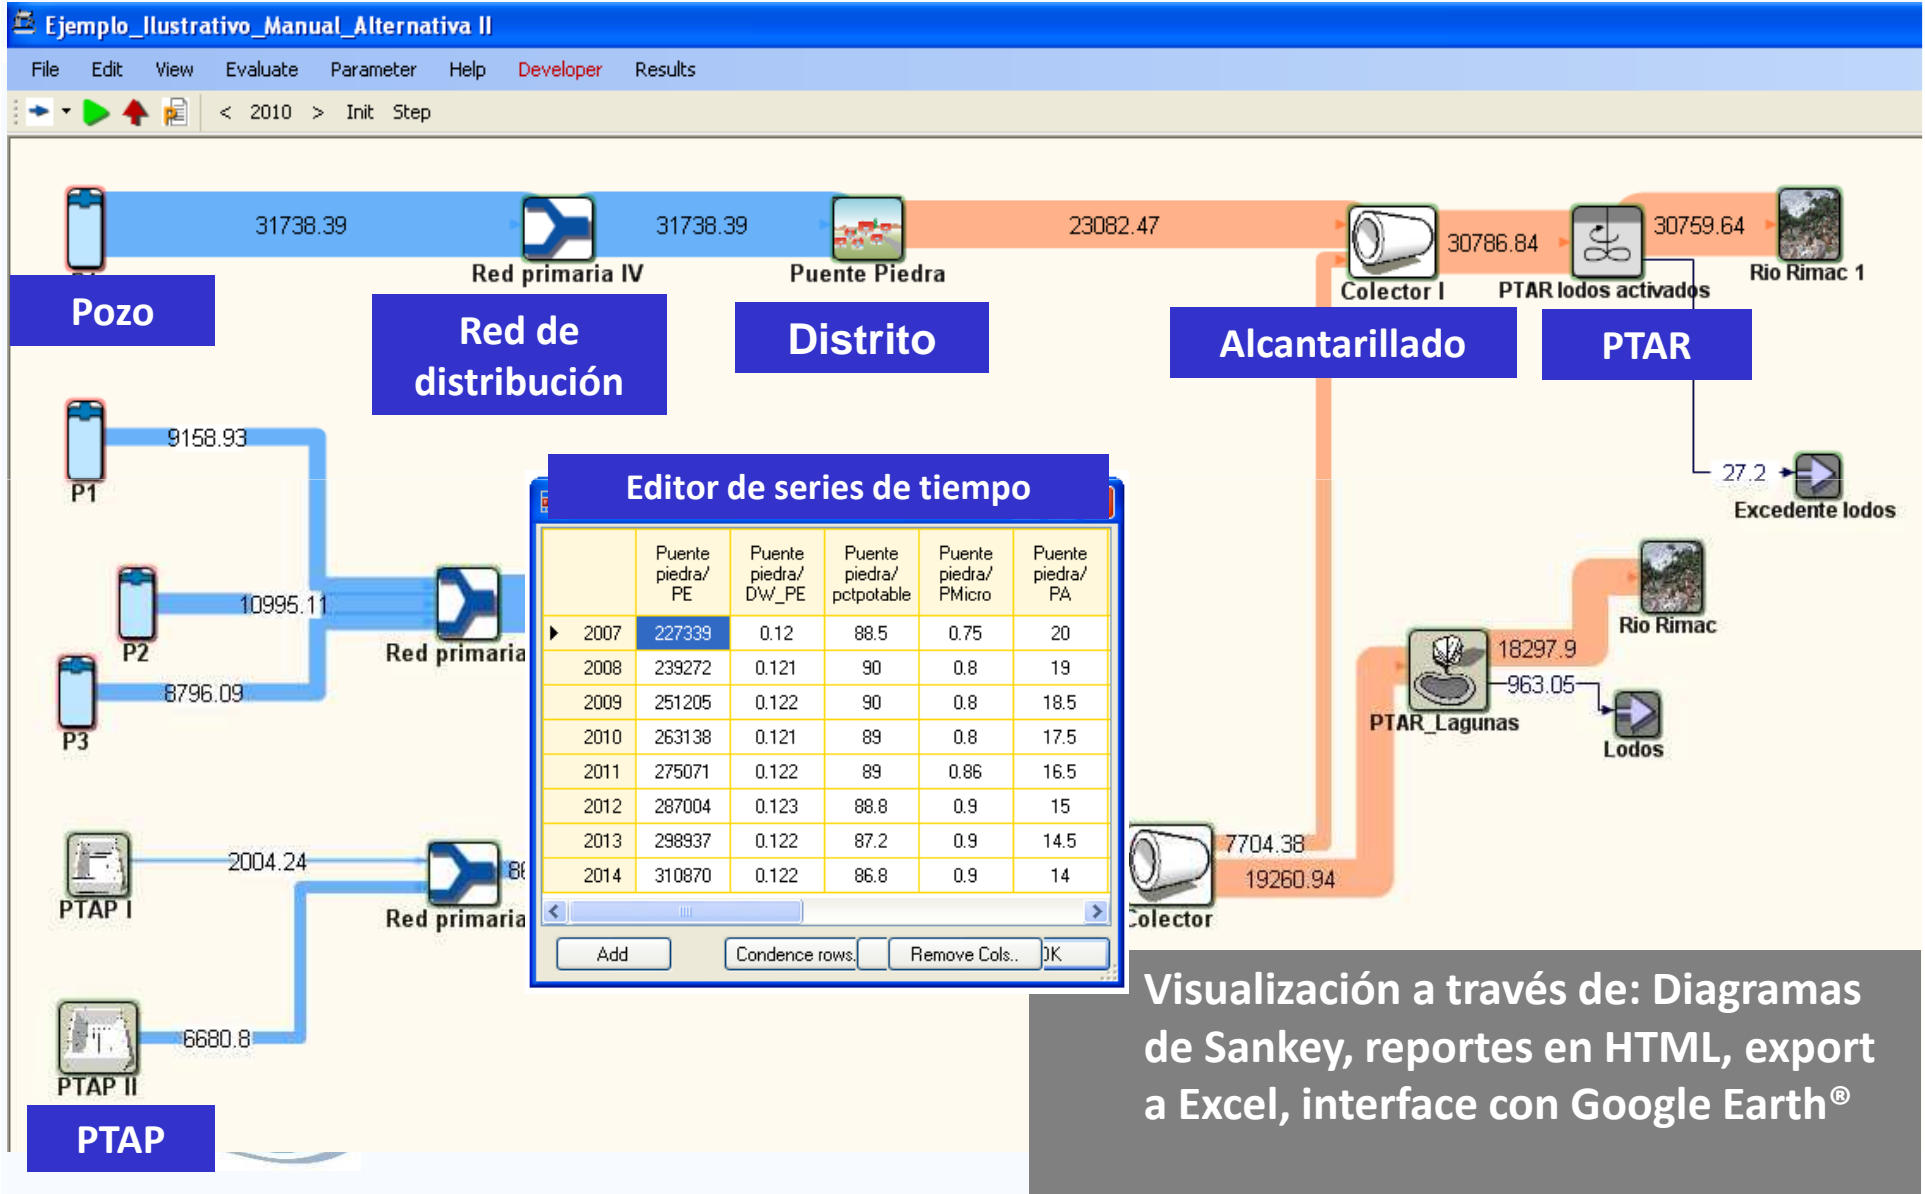 Ejemplo_Ilustrativo_Manual_Alternativa II
File Edit View Evaluate Parameter Help Developer Results
< 2010 > Init Step
31738.39
31738.39
23082.47
30786.84
30759.64
Red primaria IV
Puente Piedra
Colector I
PTAR lodos activados
Rio Rimac 1
Pozo
Red de
distribución
Distrito
Alcantarillado
PTAR
9158.93
P1
27.2
Excedente lodos
10995.11
P2
Red primaria
8796.09
P3
Editor de series de tiempo
Puente piedra/ PE
Puente piedra/ DW_PE
Puente piedra/ pctpotable
Puente piedra/ PMicro
Puente piedra/ PA
2007 227339 0.12 88.5 0.75 20
2008 239272 0.121 90 0.8 19
2009 251205 0.122 90 0.8 18.5
2010 263138 0.121 89 0.8 17.5
2011 275071 0.122 89 0.86 16.5
2012 287004 0.123 88.8 0.9 15
2013 298937 0.122 87.2 0.9 14.5
2014 310870 0.122 86.8 0.9 14
Add
Condence rows.
Remove Cols..
Rio Rimac
18297.9
963.05
PTAR_Lagunas
Lodos
2004.24
PTAP I
Red primaria
7704.38
19260.94
Colector
6680.8
PTAP II
PTAP
Visualización a través de: Diagramas
de Sankey, reportes en HTML, export
a Excel, interface con Google Earth®